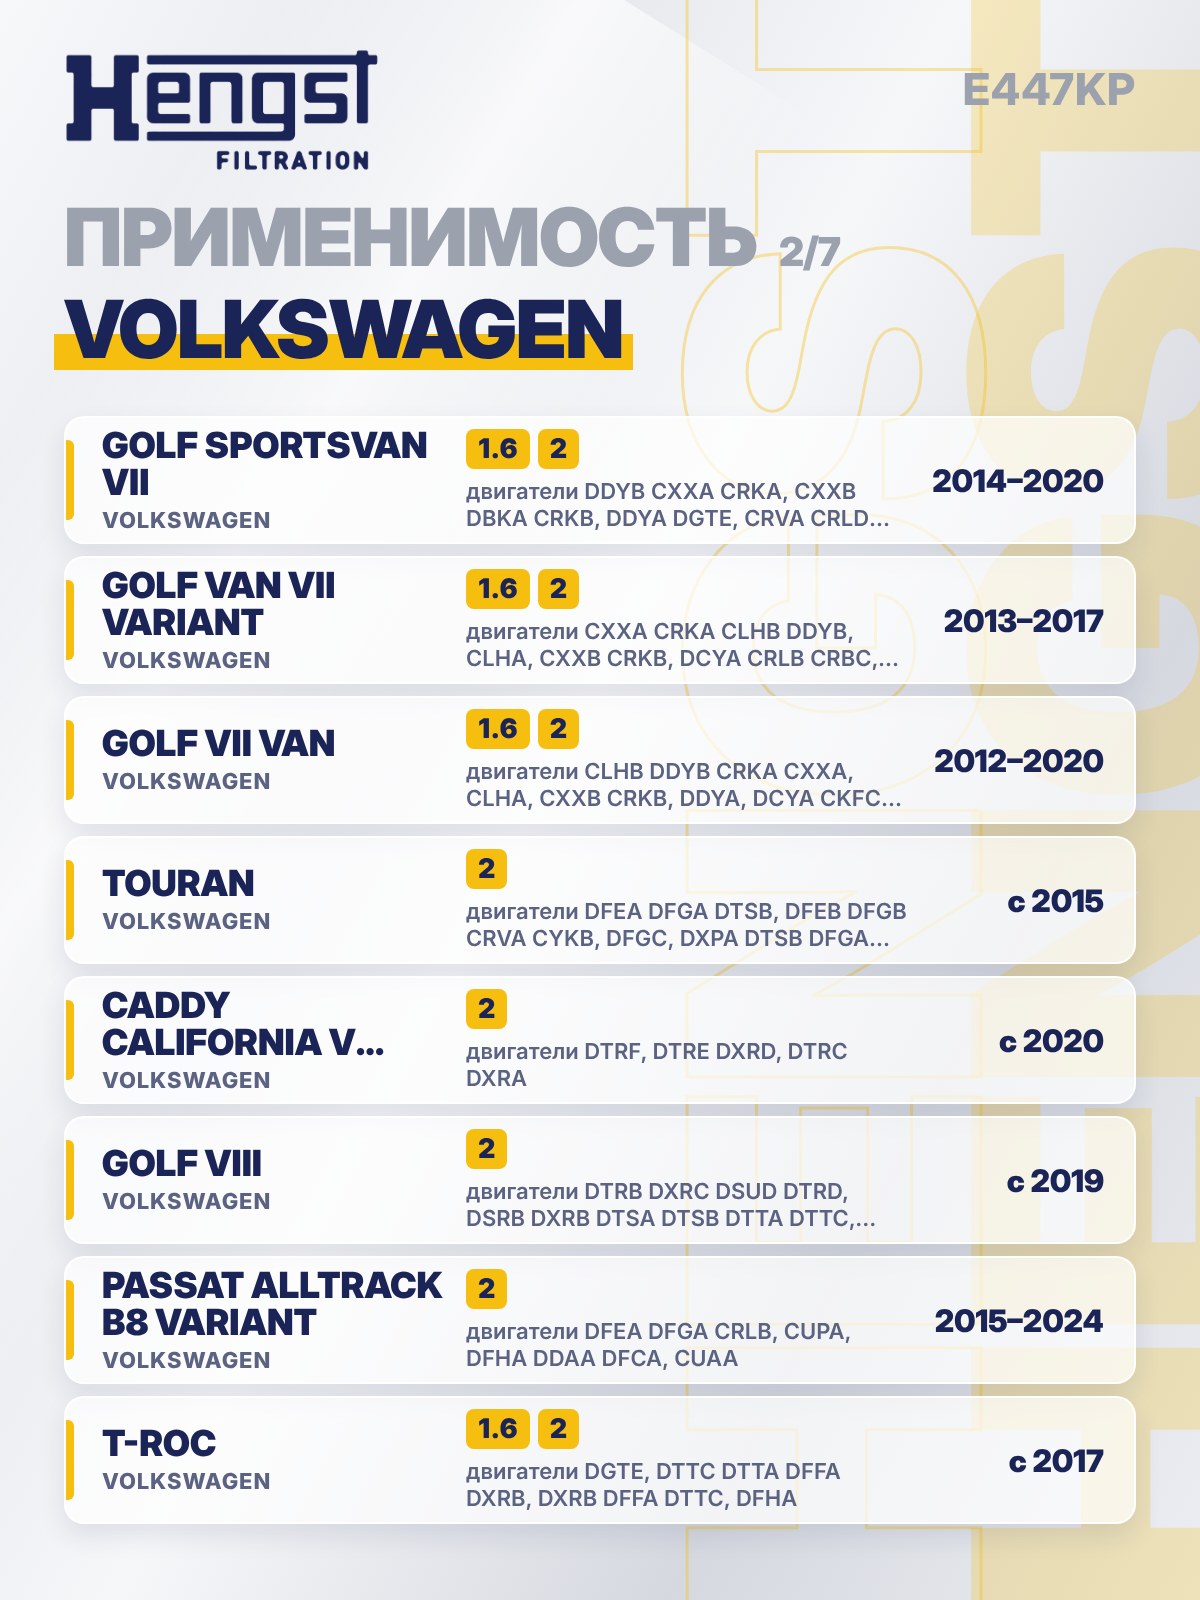 Hengst
FILTRATION
E447KP
ПРИМЕНИМОСТЬ 2/7
VOLKSWAGEN
GOLF SPORTSVAN
VII
VOLKSWAGEN
1.6 2
двигатели DDYB CXXA CRKA, CXXB
DBKA CRKB, DDYA DGTE, CRVA CRLD...
2014–2020
GOLF VAN VII
VARIANT
VOLKSWAGEN
1.6 2
двигатели CXXA CRKA CLHB DDYB,
CLHA, CXXB CRKB, DCYA CRLB CRBC,...
2013–2017
GOLF VII VAN
VOLKSWAGEN
1.6 2
двигатели CLHB DDYB CRKA CXXA,
CLHA, CXXB CRKB, DDYA, DCYA CKFC...
2012–2020
TOURAN
VOLKSWAGEN
2
двигатели DFEA DFGA DTSB, DFEB DFGB
CRVA CYKB, DFGC, DXPA DTSB DFGA...
с 2015
CADDY
CALIFORNIA V...
VOLKSWAGEN
2
двигатели DTRF, DTRE DXRD, DTRC
DXRA
с 2020
GOLF VIII
VOLKSWAGEN
2
двигатели DTRB DXRC DSUD DTRD,
DSRB DXRB DTSA DTSB DTTA DTTC,...
с 2019
PASSAT ALLTRACK
B8 VARIANT
VOLKSWAGEN
2
двигатели DFEA DFGA CRLB, CUPA,
DFHA DDAA DFCA, CUAA
2015–2024
T-ROC
VOLKSWAGEN
1.6 2
двигатели DGTE, DTTC DTTA DFFA
DXRB, DXRB DFFA DTTC, DFHA
с 2017
HENGST
HENGST